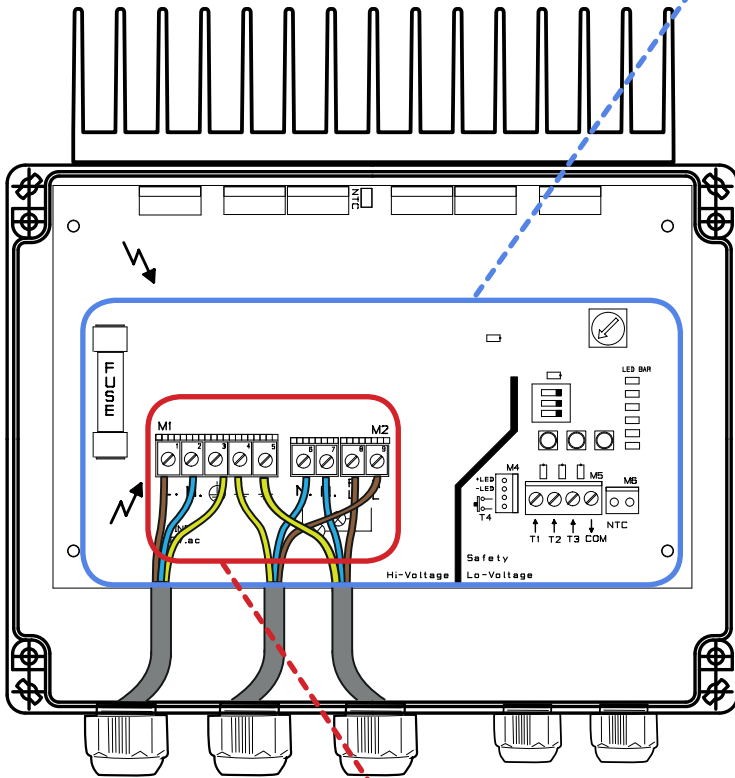 NTC
FUSE
LED BAR
M1
1 2 3 4 5
M2
6 7 8 9
+LED
-LED
T4
M4
M5
M6
NTC
T1 T2 T3 COM
.ac
Safety
Hi-Voltage
Lo-Voltage